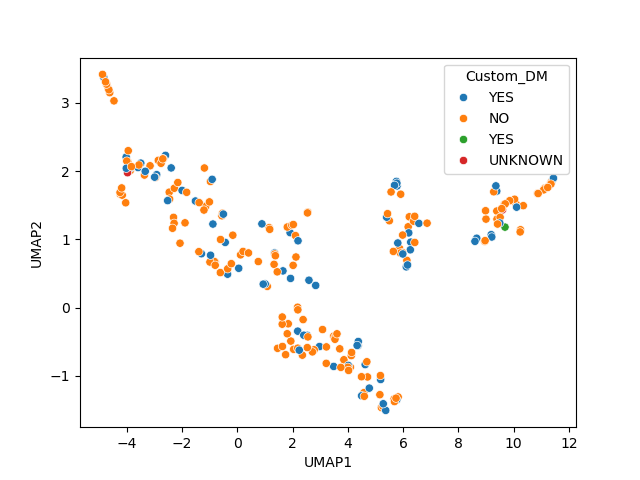 Custom_DM
YES
NO
YES
UNKNOWN
UMAP2
3
2
1
0
−1
−4
−2
0
2
4
6
8
10
12
UMAP1